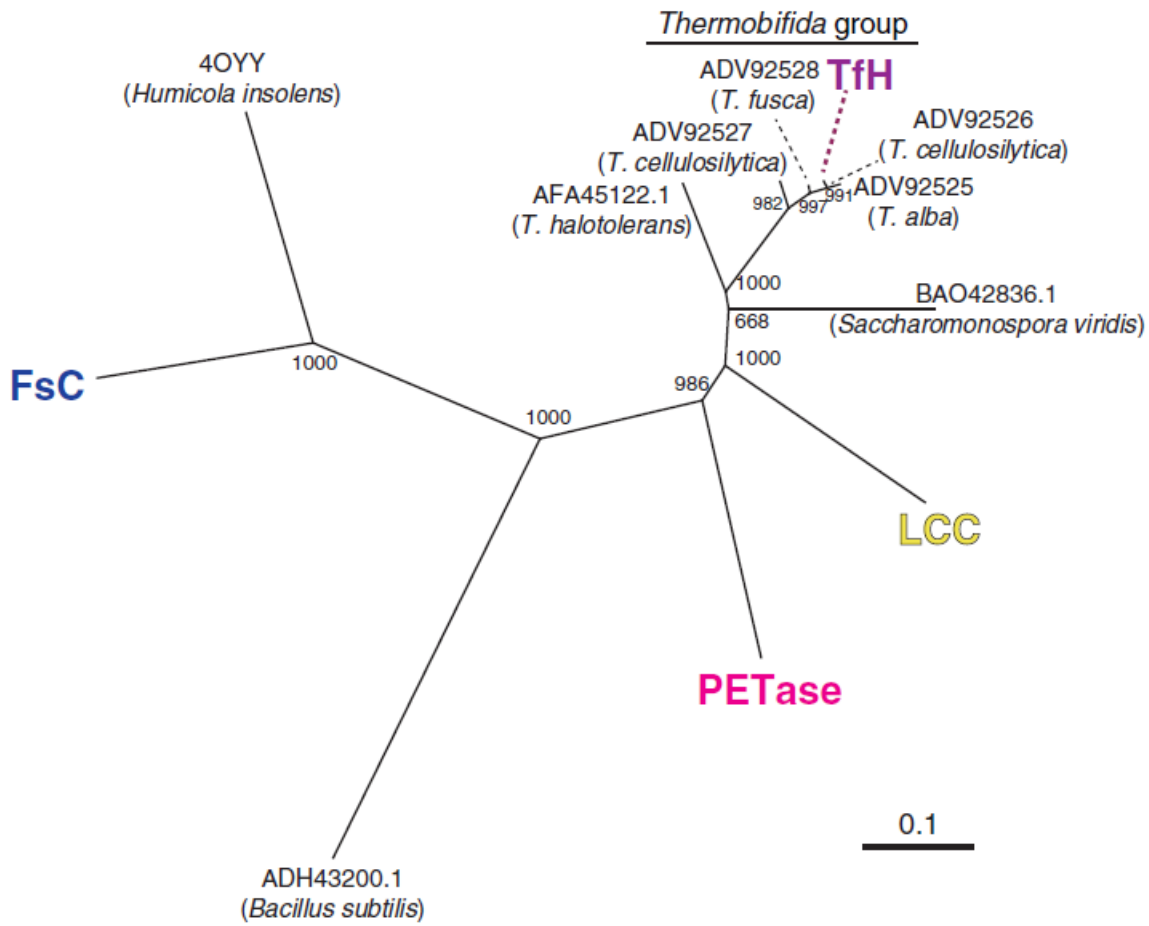 Thermobifida group
4OYY
(Humicola insolens)
ADV92528
(T. fusca)
TfH
ADV92527
(T. cellulosilytica)
ADV92526
(T. cellulosilytica)
AFA45122.1
(T. halotolerans)
ADV92525
(T. alba)
982
997
991
1000
BAO42836.1
(Saccharomonospora viridis)
668
1000
1000
FsC
986
1000
LCC
PETase
0.1
ADH43200.1
(Bacillus subtilis)